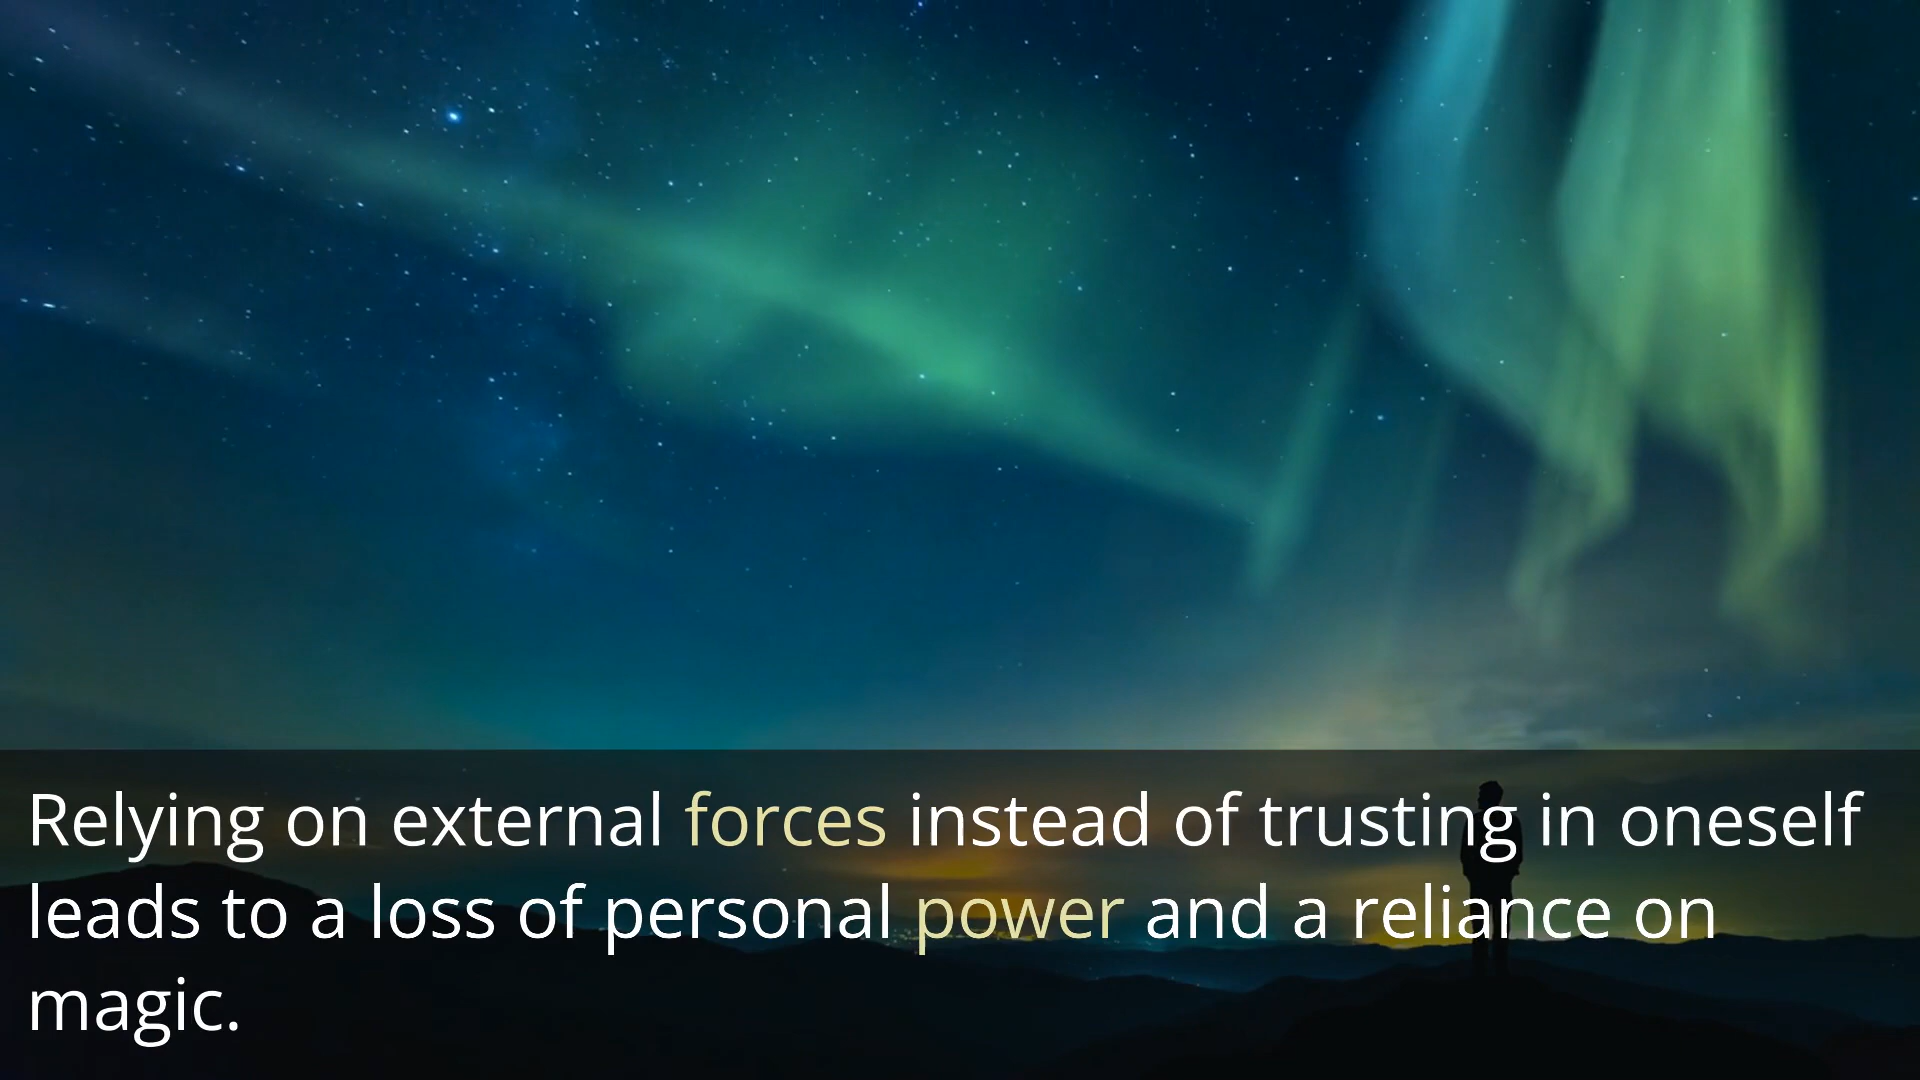 Relying on external forces instead of trusting in oneself
leads to a loss of personal power and a reliance on
magic.